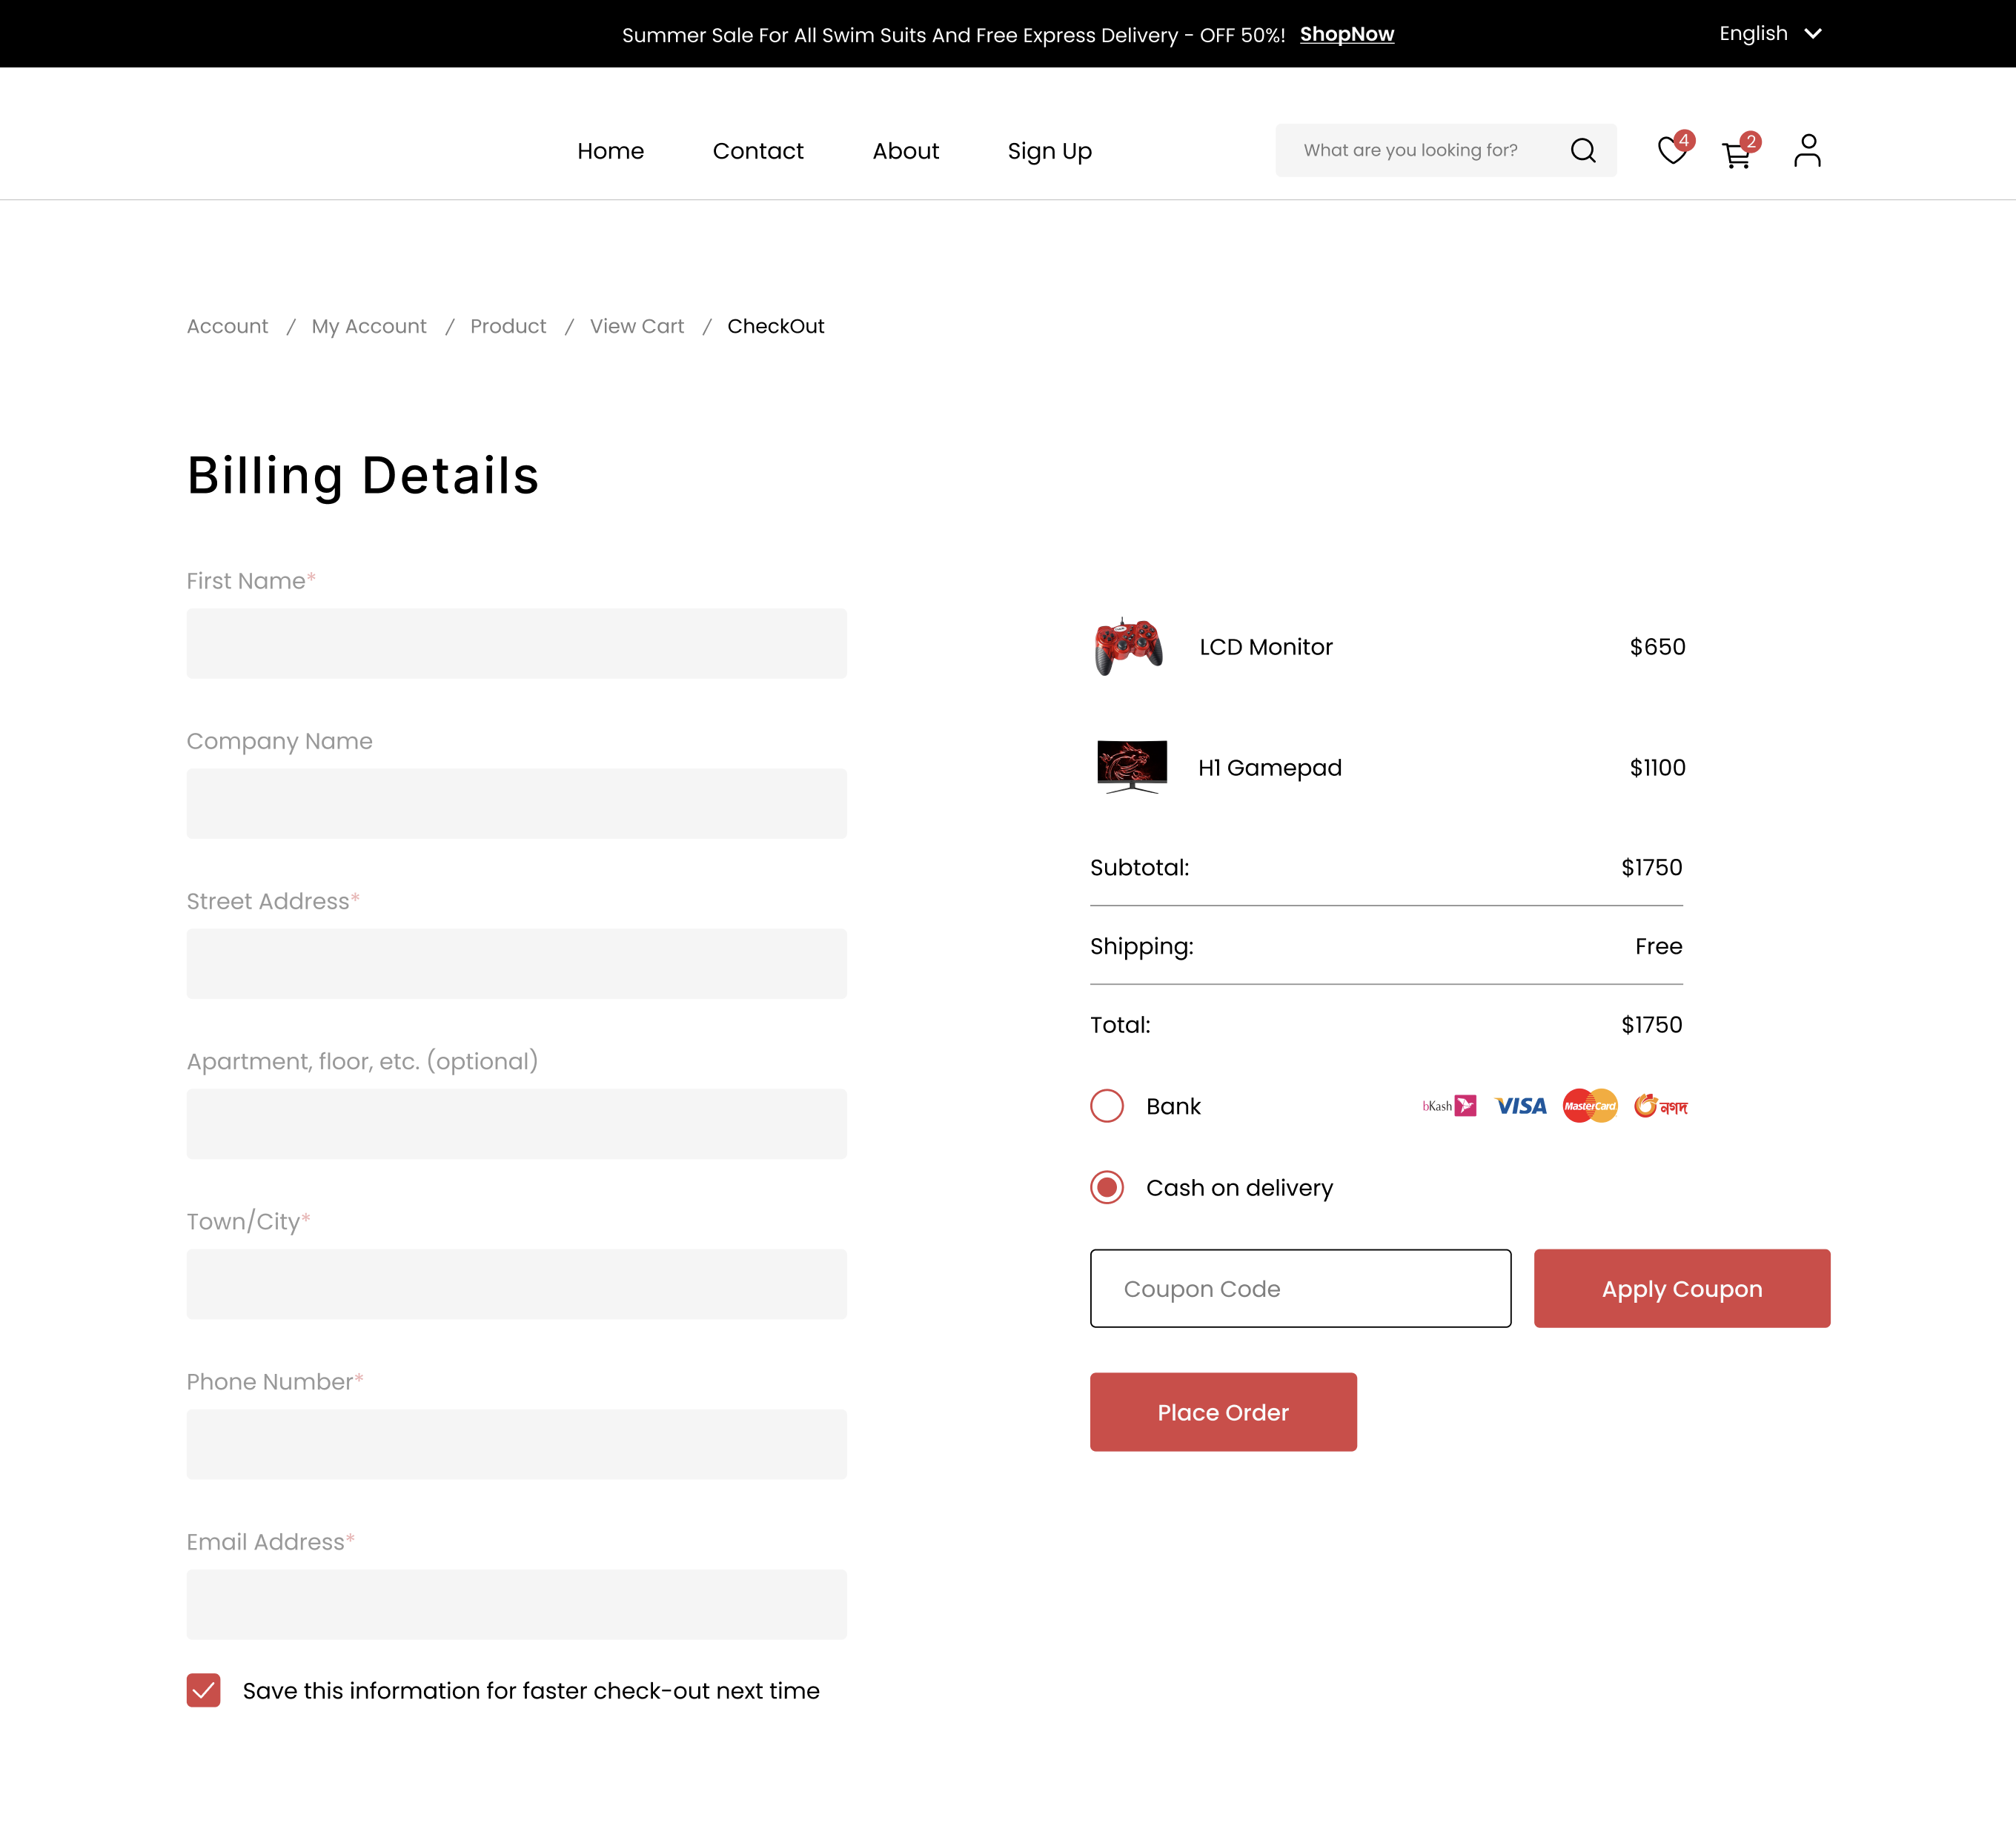 Summer Sale For All Swim Suits And Free Express Delivery - OFF 50%! ShopNow English
Home Contact About Sign Up What are you looking for? 4 2
Account / My Account / Product / View Cart / CheckOut
Billing Details
First Name*
Company Name
Street Address*
Apartment, floor, etc. (optional)
Town/City*
Phone Number*
Email Address*
Save this information for faster check-out next time
LCD Monitor $650
H1 Gamepad $1100
Subtotal: $1750
Shipping: Free
Total: $1750
Bank bKash VISA MasterCard নগদ
Cash on delivery
Coupon Code Apply Coupon
Place Order